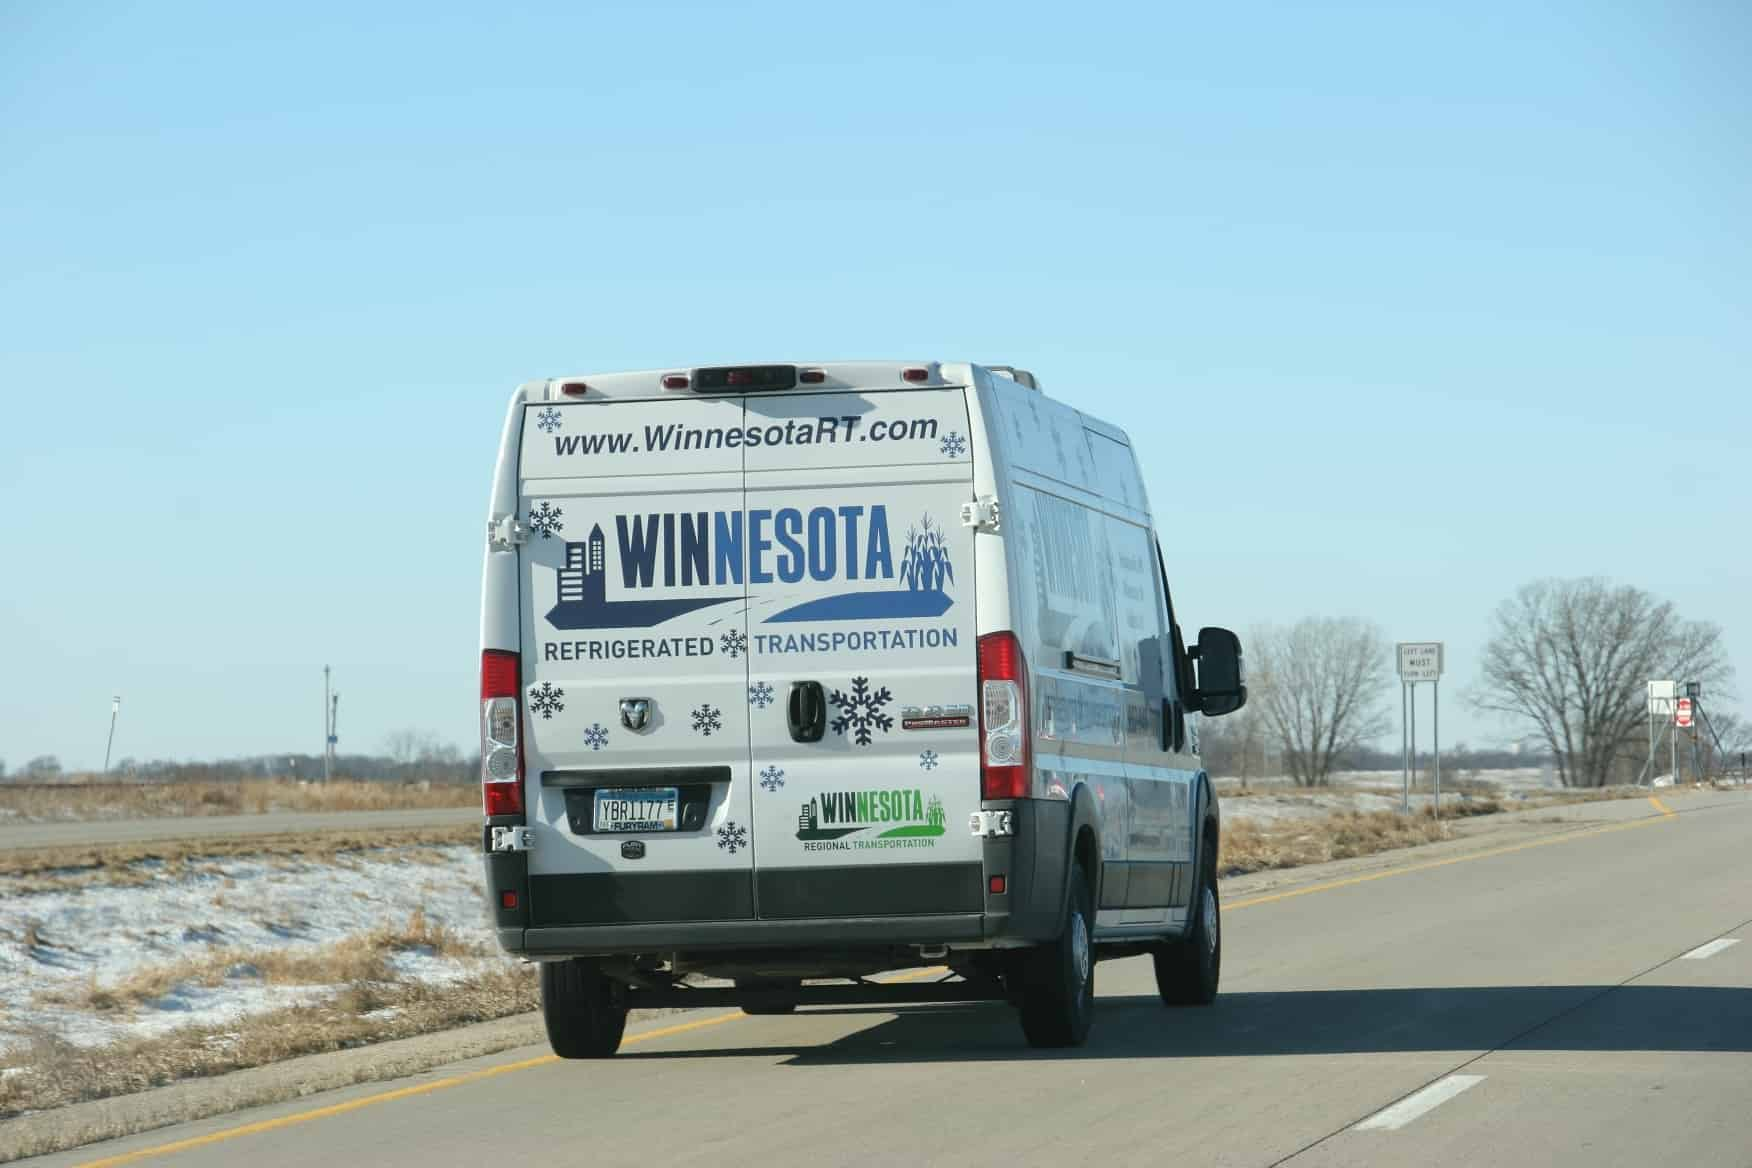 www.WinnesotaRT.com
WINNESOTA
REFRIGERATED TRANSPORTATION
PROMASTER
YBR1177
FURYRAM
WINNESOTA
REGIONAL TRANSPORTATION
LEFT LANE
MUST
TURN LEFT